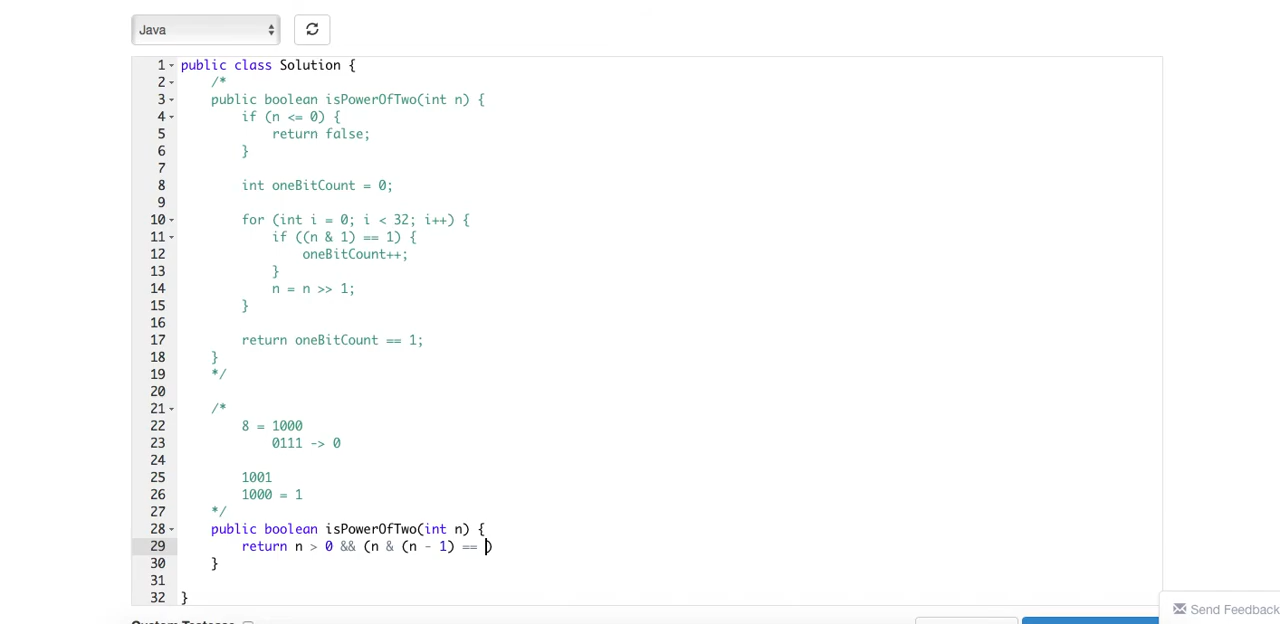 Java
1 public class Solution {
2 /*
3 public boolean isPowerOfTwo(int n) {
4 if (n <= 0) {
5 return false;
6 }
7
8 int oneBitCount = 0;
9
10 for (int i = 0; i < 32; i++) {
11 if ((n & 1) == 1) {
12 oneBitCount++;
13 }
14 n = n >> 1;
15 }
16
17 return oneBitCount == 1;
18 }
19 */
20
21 /*
22 8 = 1000
23 0111 -> 0
24
25 1001
26 1000 = 1
27 */
28 public boolean isPowerOfTwo(int n) {
29 return n > 0 && (n & (n - 1) == )
30 }
31
32 }
Send Feedback